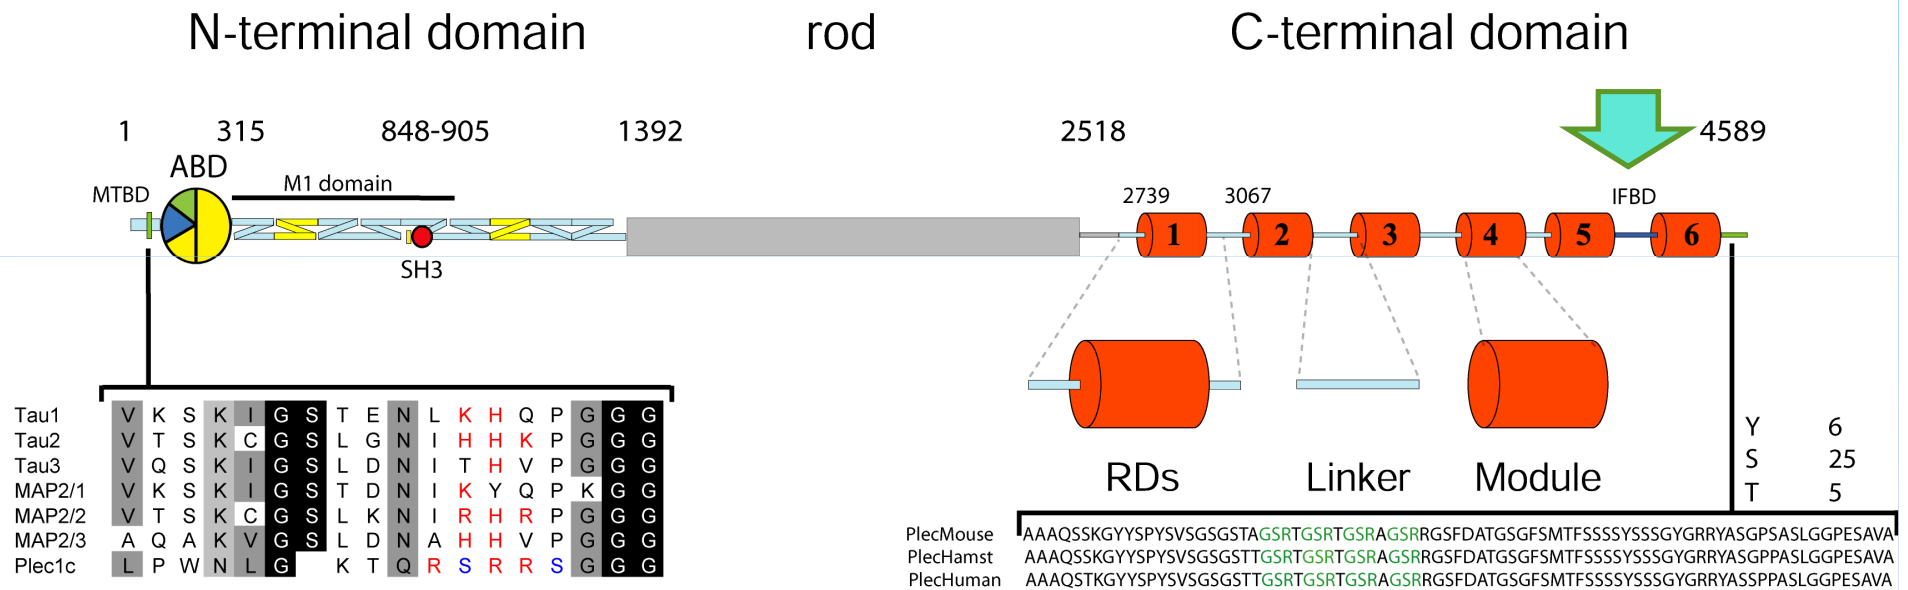 N-terminal domain rod C-terminal domain
1 315 848-905 1392 2518 4589
ABD
MTBD M1 domain 2739 3067 IFBD
1 2 3 4 5 6
SH3
Tau1 V K S K I G S T E N L K H Q P G G G
Tau2 V T S K C G S L G N I H H K P G G G
Tau3 V Q S K I G S L D N I T H V P G G G
MAP2/1 V K S K I G S T D N I K Y Q P K G G
MAP2/2 V T S K C G S L K N I R H R P G G G
MAP2/3 A Q A K V G S L D N A H H V P G G G
Plec1c L P W N L G K T Q R S R R S G G G
RDs Linker Module
Y 6
S 25
T 5
PlecMouse AAAQSSKGYYSPYSVSGSGSTAGSRTGSRTGSRAGSRRGSFDATGSGFSMTFSSSSYSSSGYGRRYASGPSASLGGPESAVA
PlecHamst AAAQSSKGYYSPYSVSGSGSTTGSRTGSRTGSRAGSRRGSFDATGSGFSMTFSSSSYSSSGYGRRYASGPPASLGGPESAVA
PlecHuman AAAQSTKGYYSPYSVSGSGSTTGSRTGSRTGSRAGSRRGSFDATGSGFSMTFSSSSYSSSGYGRRYASSPPASLGGPESAVA